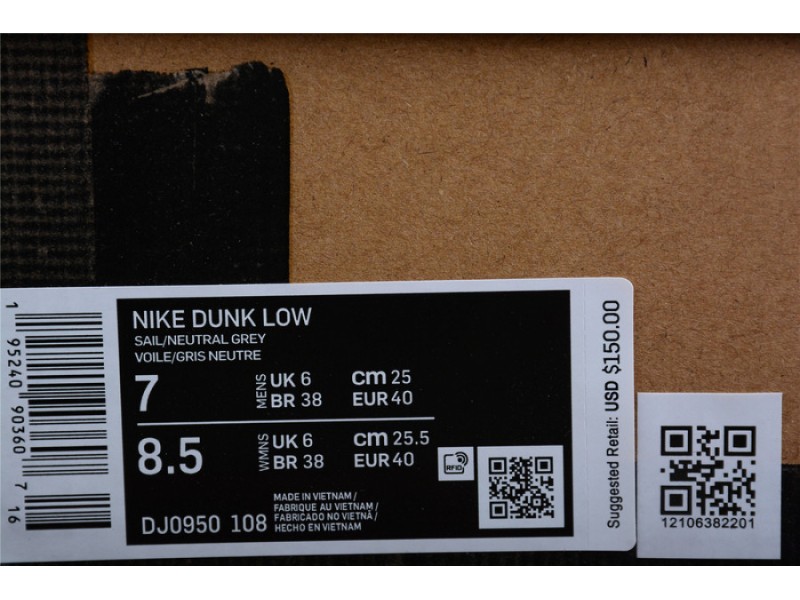 NIKE DUNK LOW
SAIL/NEUTRAL GREY
VOILE/GRIS NEUTRE
7
MENS
UK 6
cm 25
BR 38
EUR 40
8.5
WMNS
UK 6
cm 25.5
BR 38
EUR 40
RFID
DJ0950 108
MADE IN VIETNAM /
FABRIQUE AU VIETNAM /
FABRICADO NO VIETNÃ /
HECHO EN VIETNAM
1 95240 90360 7 16
Suggested Retail: USD $150.00
12106382201